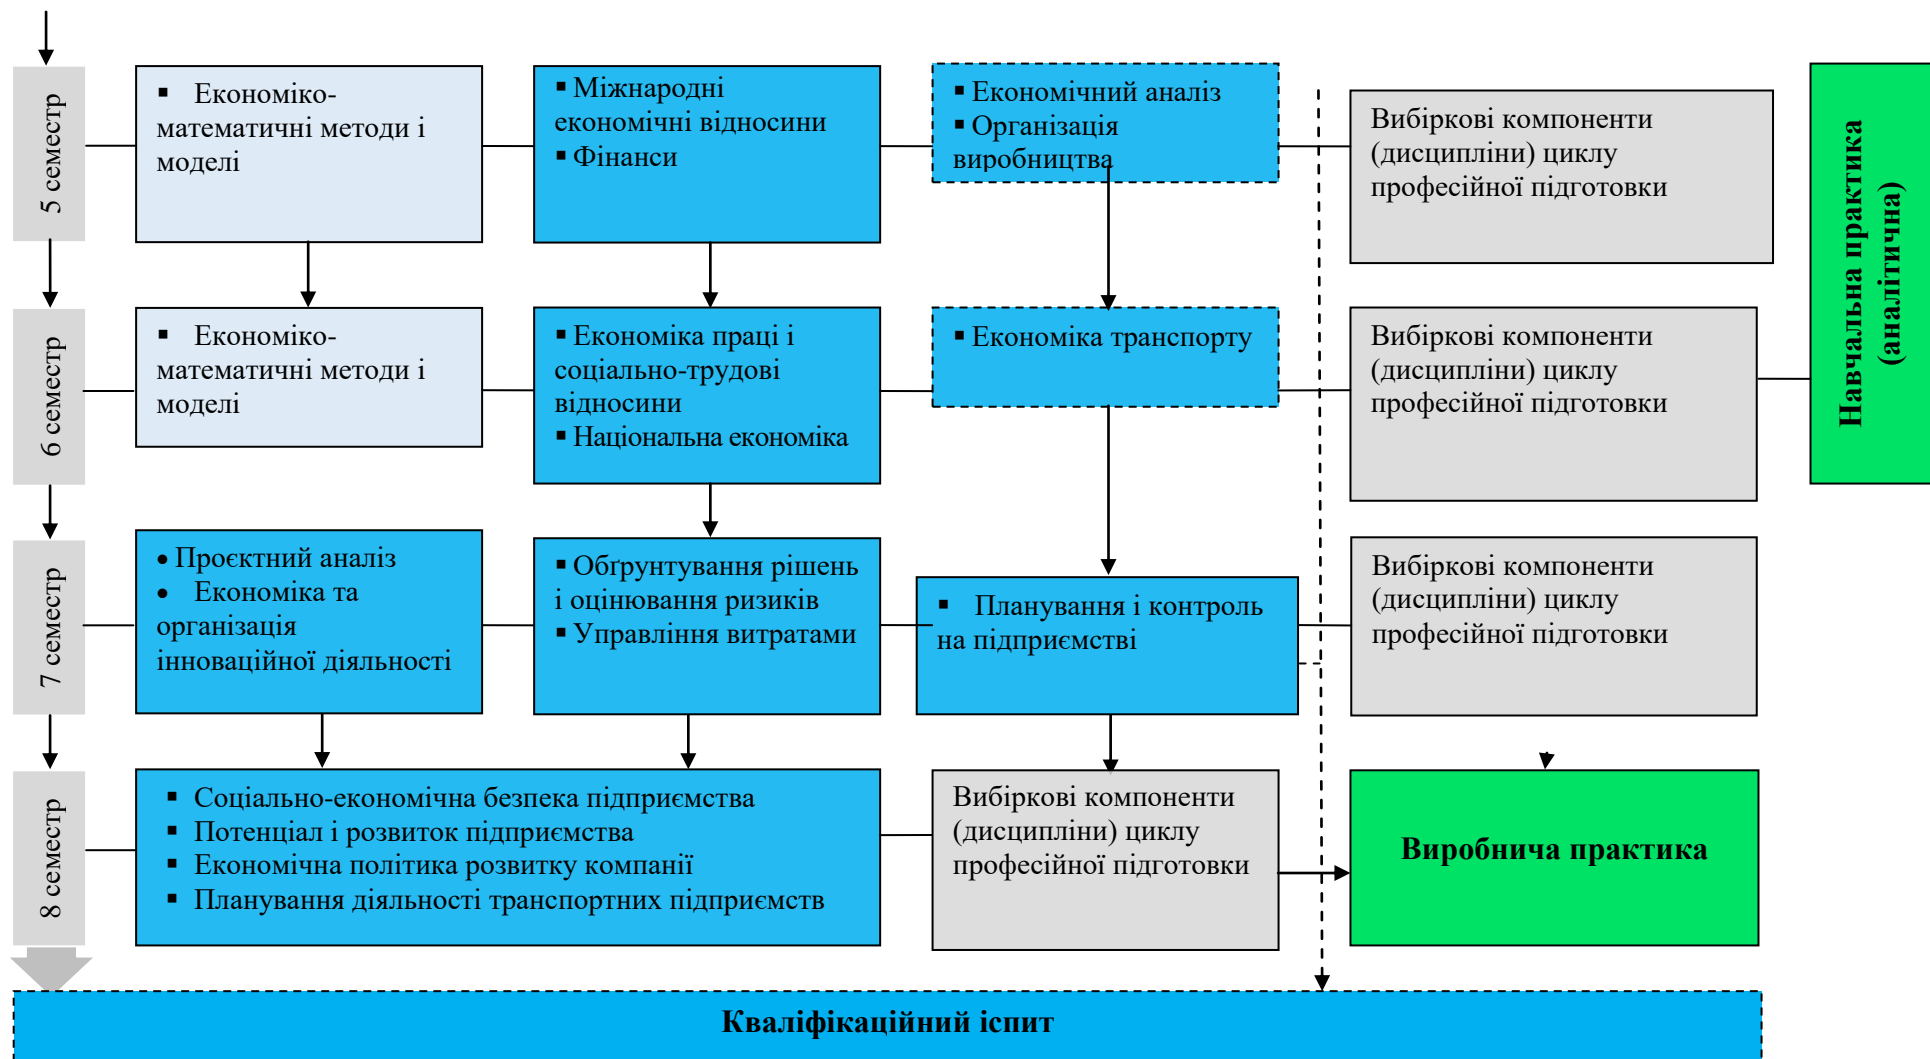 5 семестр
▪ Економіко-
математичні методи і
моделі
▪ Міжнародні
економічні відносини
▪ Фінанси
▪ Економічний аналіз
▪ Організація
виробництва
Вибіркові компоненти
(дисципліни) циклу
професійної підготовки
Навчальна практика
(аналітична)
6 семестр
▪ Економіко-
математичні методи і
моделі
▪ Економіка праці і
соціально-трудові
відносини
▪ Національна економіка
▪ Економіка транспорту
Вибіркові компоненти
(дисципліни) циклу
професійної підготовки
7 семестр
• Проєктний аналіз
• Економіка та
організація
інноваційної діяльності
▪ Обґрунтування рішень
і оцінювання ризиків
▪ Управління витратами
▪ Планування і контроль
на підприємстві
Вибіркові компоненти
(дисципліни) циклу
професійної підготовки
8 семестр
▪ Соціально-економічна безпека підприємства
▪ Потенціал і розвиток підприємства
▪ Економічна політика розвитку компанії
▪ Планування діяльності транспортних підприємств
Вибіркові компоненти
(дисципліни) циклу
професійної підготовки
Виробнича практика
Кваліфікаційний іспит